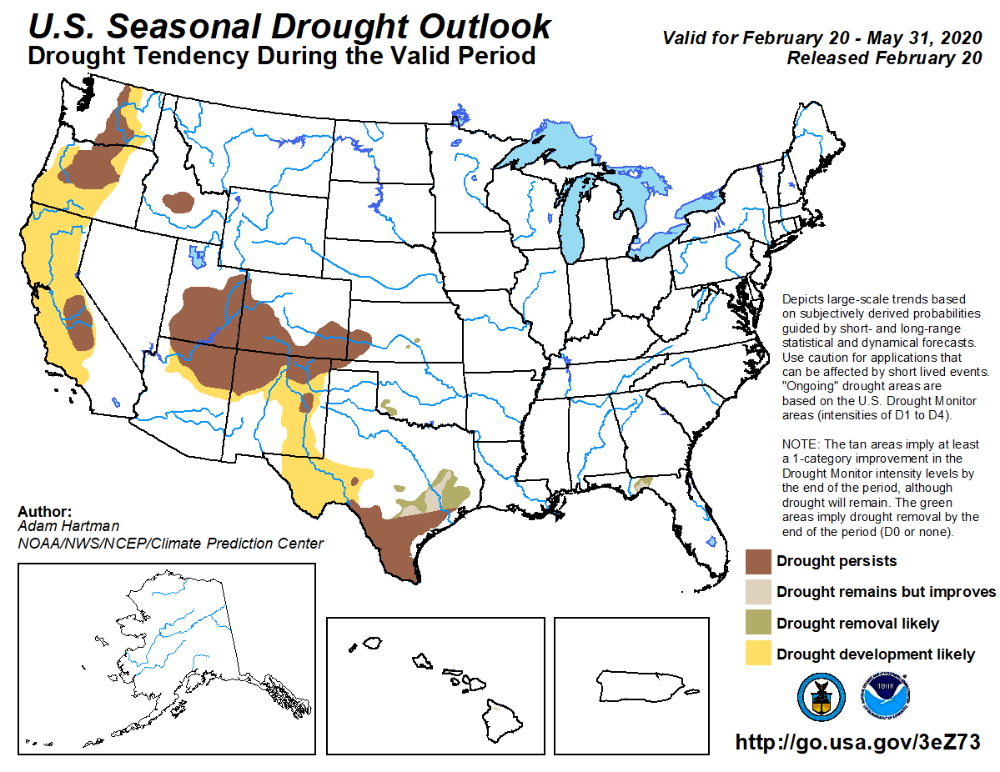 U.S. Seasonal Drought Outlook
Drought Tendency During the Valid Period
Valid for February 20 - May 31, 2020
Released February 20
Depicts large-scale trends based
on subjectively derived probabilities
guided by short- and long-range
statistical and dynamical forecasts.
Use caution for applications that
can be affected by short lived events.
"Ongoing" drought areas are
based on the U.S. Drought Monitor
areas (intensities of D1 to D4).
NOTE: The tan areas imply at least
a 1-category improvement in the
Drought Monitor intensity levels by
the end of the period, although
drought will remain. The green
areas imply drought removal by the
end of the period (D0 or none).
Author:
Adam Hartman
NOAA/NWS/NCEP/Climate Prediction Center
Drought persists
Drought remains but improves
Drought removal likely
Drought development likely
http://go.usa.gov/3eZ73